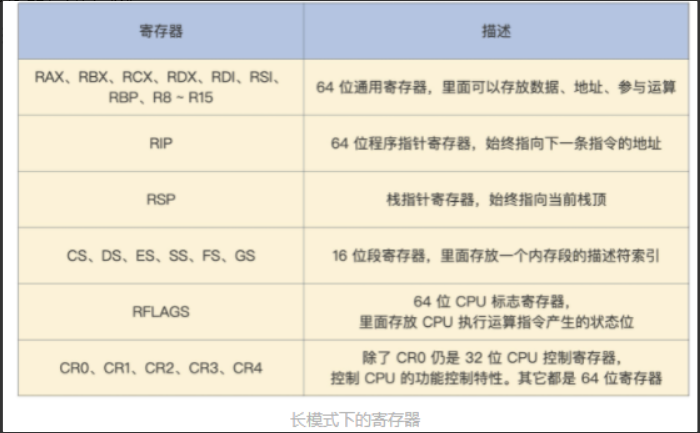 寄存器 描述
RAX、RBX、RCX、RDX、RDI、RSI、
RBP、R8 ~ R15
64 位通用寄存器，里面可以存放数据、地址、参与运算
RIP
64 位程序指针寄存器，始终指向下一条指令的地址
RSP
栈指针寄存器，始终指向当前栈顶
CS、DS、ES、SS、FS、GS
16 位段寄存器，里面存放一个内存段的描述符索引
RFLAGS
64 位 CPU 标志寄存器，
里面存放 CPU 执行运算指令产生的状态位
CR0、CR1、CR2、CR3、CR4
除了 CR0 仍是 32 位 CPU 控制寄存器，
控制 CPU 的功能控制特性。其它都是 64 位寄存器
长模式下的寄存器